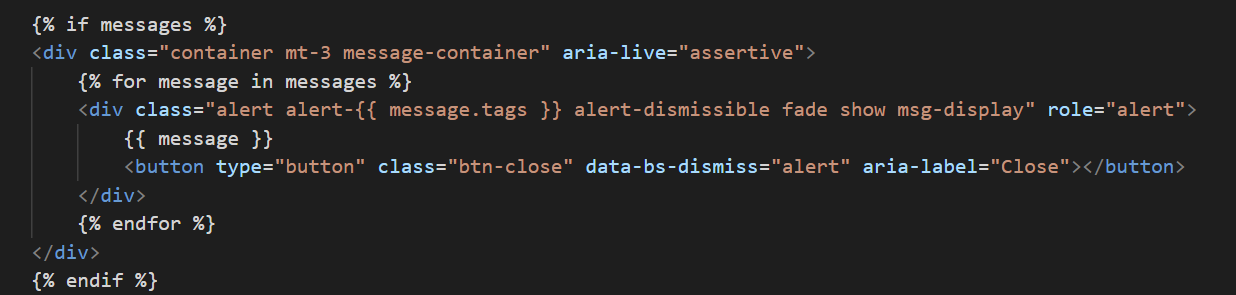 {% if messages %}
<div class="container mt-3 message-container" aria-live="assertive">
    {% for message in messages %}
    <div class="alert alert-{{ message.tags }} alert-dismissible fade show msg-display" role="alert">
        {{ message }}
        <button type="button" class="btn-close" data-bs-dismiss="alert" aria-label="Close"></button>
    </div>
    {% endfor %}
</div>
{% endif %}